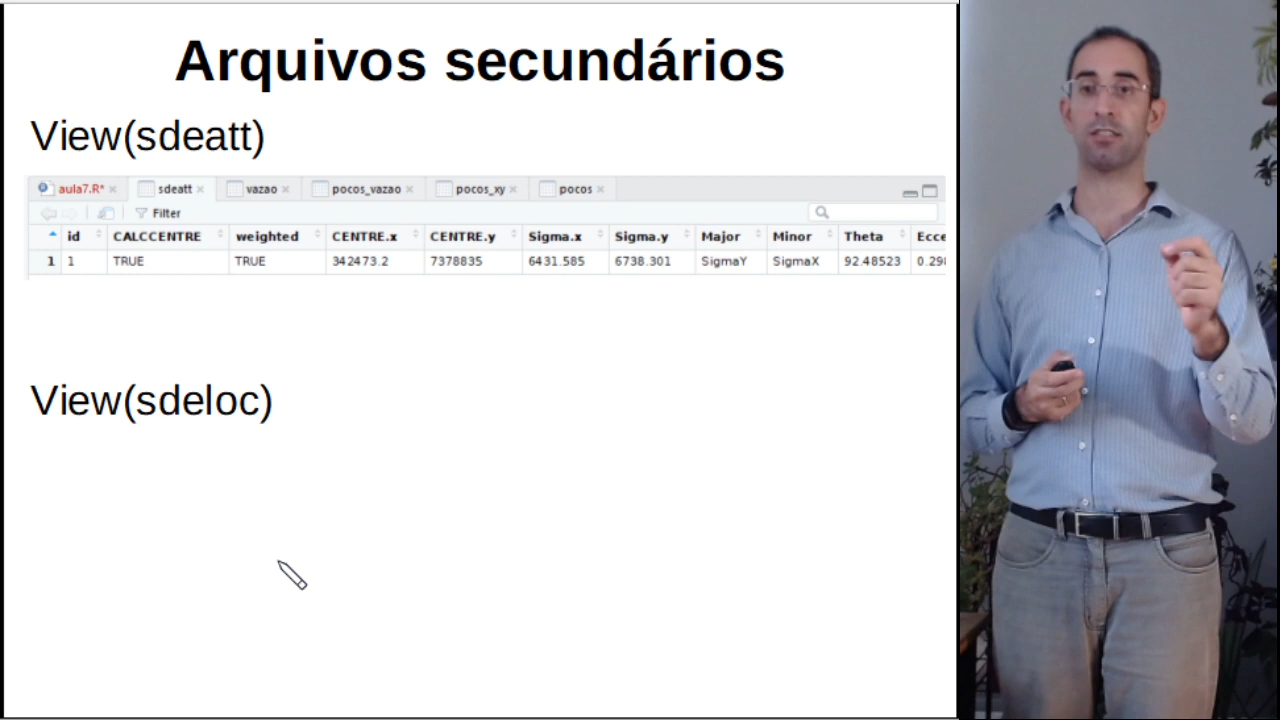 Arquivos secundários
View(sdeatt)
aula7.R* sdeatt vazao pocos_vazao pocos_xy pocos
Filter
id CALCCENTRE weighted CENTRE.x CENTRE.y Sigma.x Sigma.y Major Minor Theta Ecce
1 1 TRUE TRUE 342473.2 7378835 6431.585 6738.301 SigmaY SigmaX 92.48523 0.298
View(sdeloc)